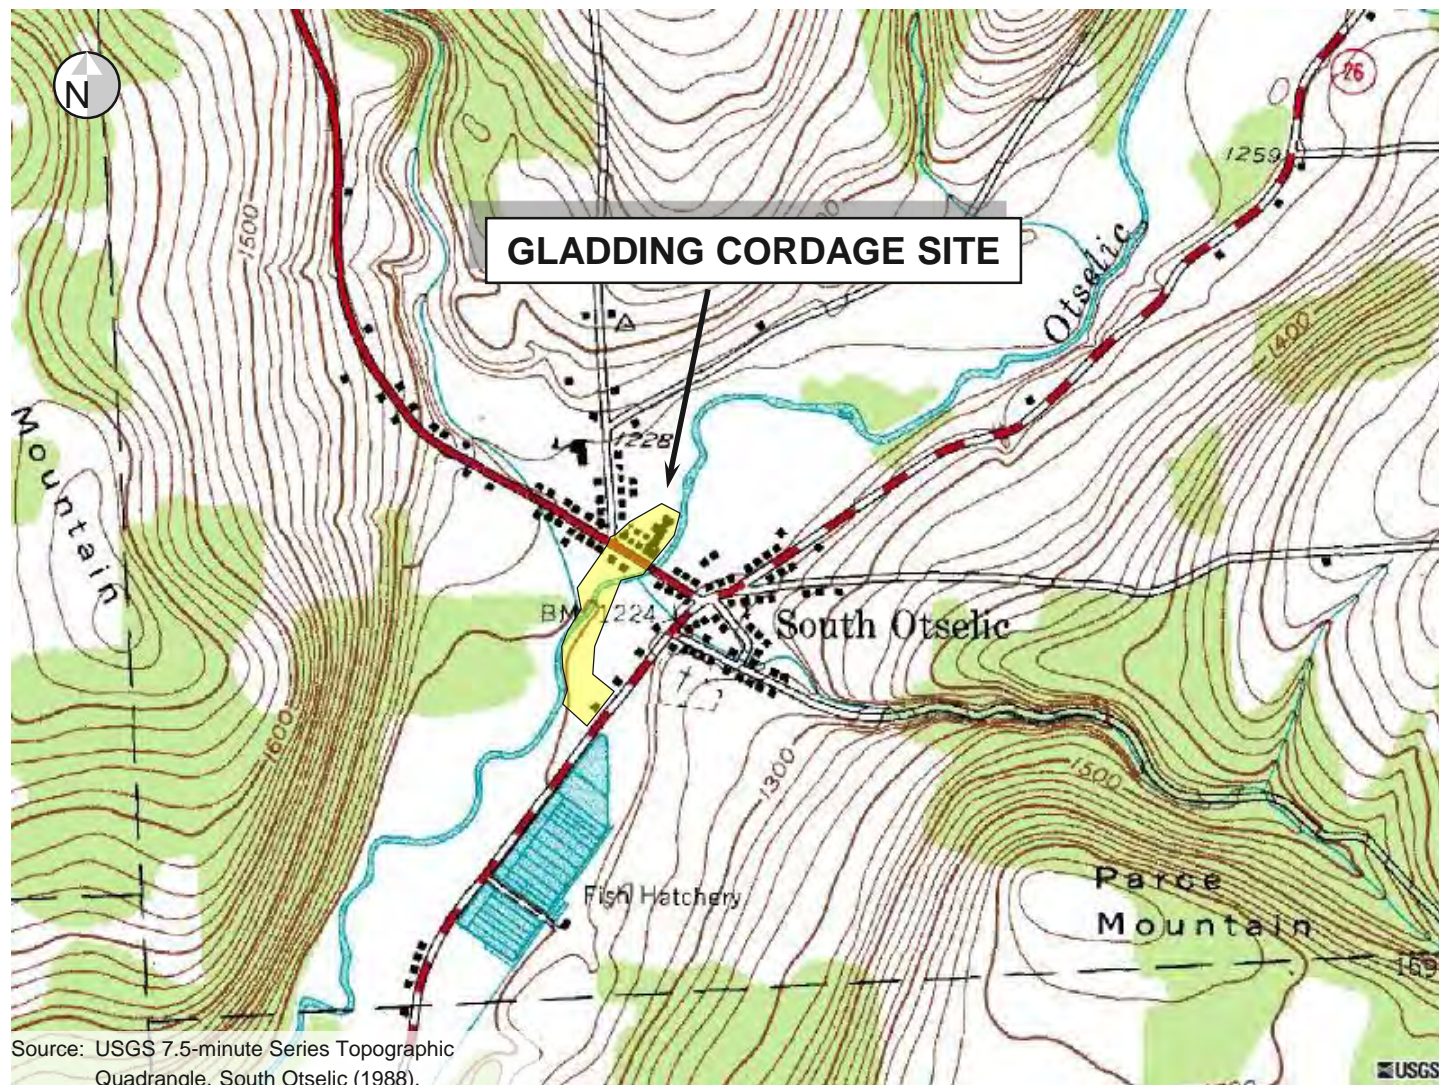 N
26
1259
1500
GLADDING CORDAGE SITE
Otselic
1400
Mountain
1228
BM 1224
South Otselic
1600
1300
1500
Fish Hatchery
Parce
Mountain
Source: USGS 7.5-minute Series Topographic
Quadrangle, South Otselic (1988).
USGS